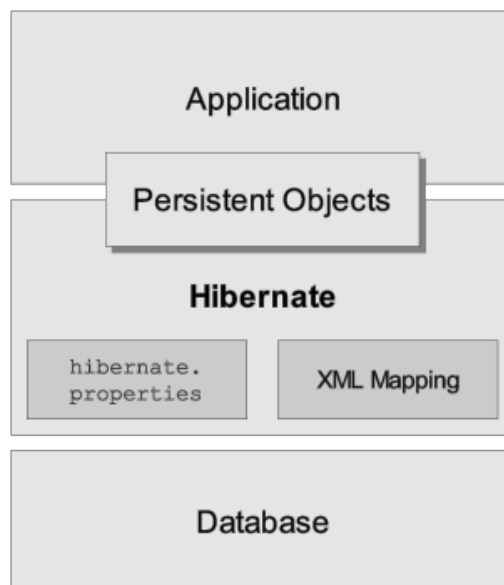 Application
Persistent Objects
Hibernate
hibernate.
properties
XML Mapping
Database